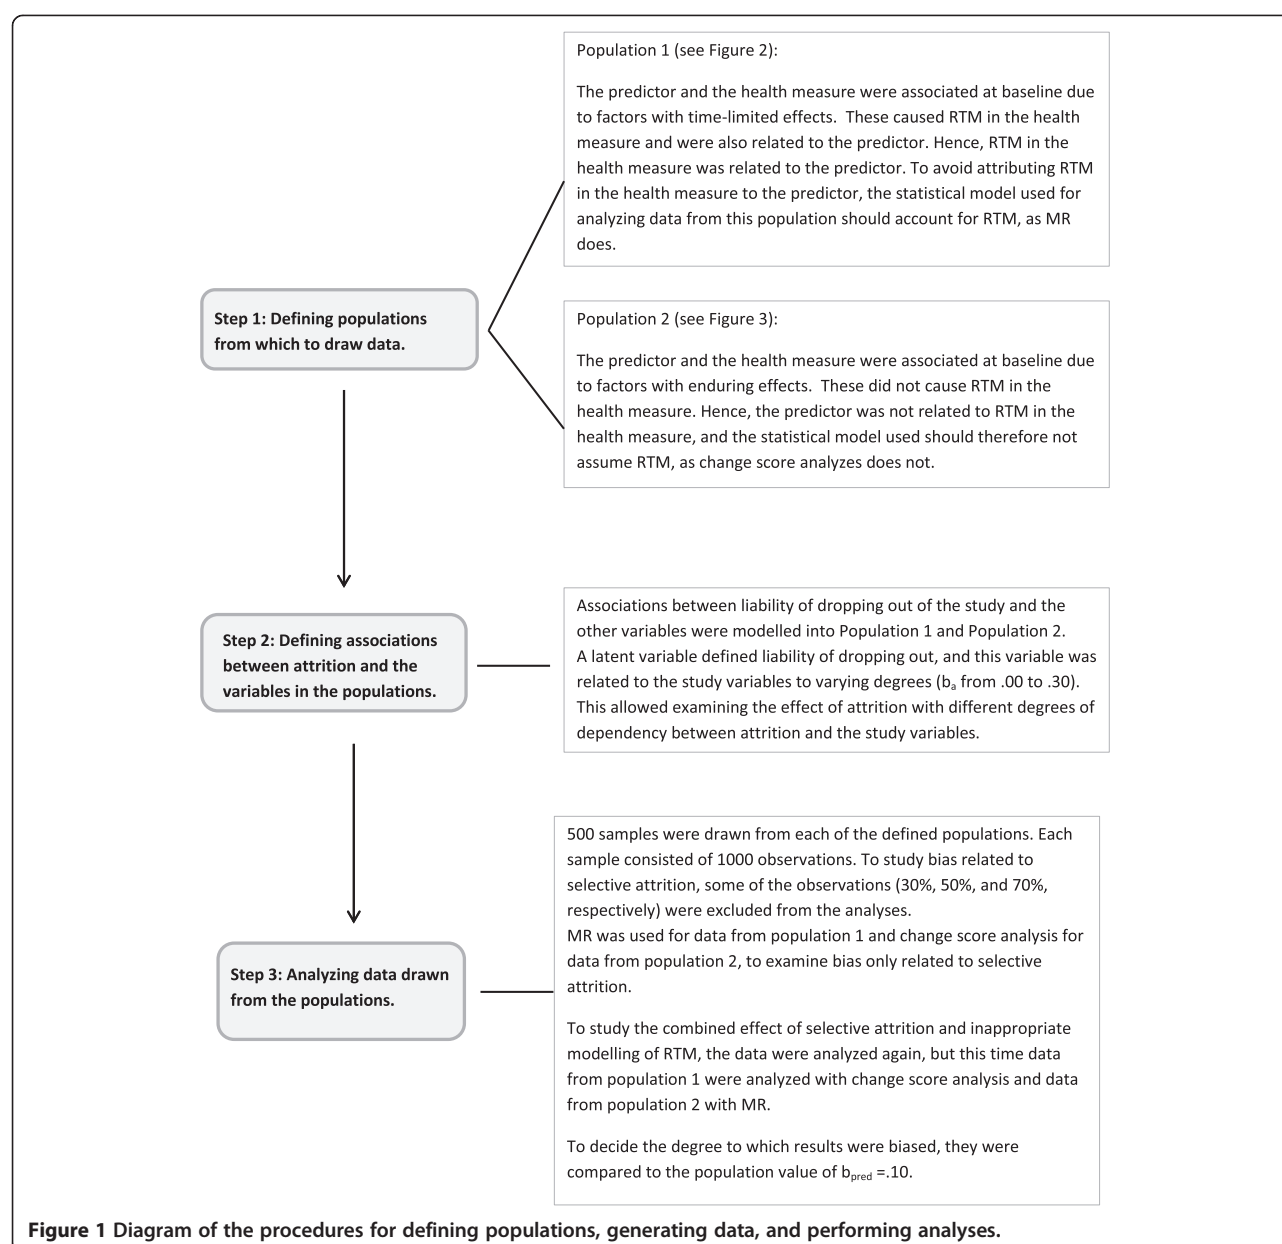 Population 1 (see Figure 2):
The predictor and the health measure were associated at baseline due
to factors with time-limited effects.  These caused RTM in the health
measure and were also related to the predictor. Hence, RTM in the
health measure was related to the predictor. To avoid attributing RTM
in the health measure to the predictor, the statistical model used for
analyzing data from this population should account for RTM, as MR
does.
Step 1: Defining populations
from which to draw data.
Population 2 (see Figure 3):
The predictor and the health measure were associated at baseline due
to factors with enduring effects.  These did not cause RTM in the
health measure. Hence, the predictor was not related to RTM in the
health measure, and the statistical model used should therefore not
assume RTM, as change score analyzes does not.
Step 2: Defining associations
between attrition and the
variables in the populations.
Associations between liability of dropping out of the study and the
other variables were modelled into Population 1 and Population 2.
A latent variable defined liability of dropping out, and this variable was
related to the study variables to varying degrees (ba from .00 to .30).
This allowed examining the effect of attrition with different degrees of
dependency between attrition and the study variables.
Step 3: Analyzing data drawn
from the populations.
500 samples were drawn from each of the defined populations. Each
sample consisted of 1000 observations. To study bias related to
selective attrition, some of the observations (30%, 50%, and 70%,
respectively) were excluded from the analyses.
MR was used for data from population 1 and change score analysis for
data from population 2, to examine bias only related to selective
attrition.
To study the combined effect of selective attrition and inappropriate
modelling of RTM, the data were analyzed again, but this time data
from population 1 were analyzed with change score analysis and data
from population 2 with MR.
To decide the degree to which results were biased, they were
compared to the population value of bpred =.10.
Figure 1 Diagram of the procedures for defining populations, generating data, and performing analyses.